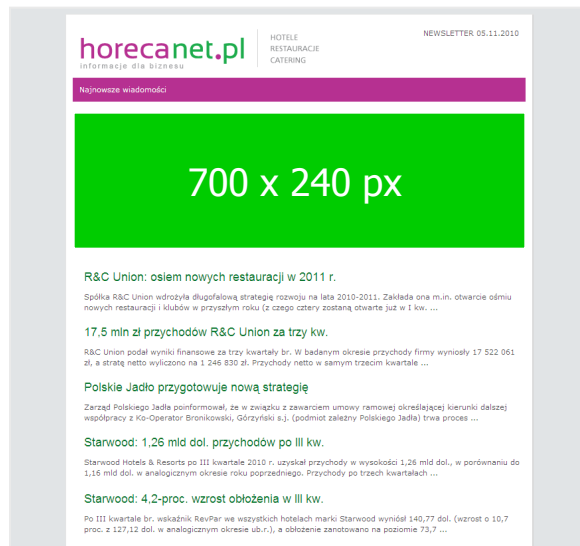 horecanet.pl
informacje dla biznesu
HOTELE
RESTAURACJE
CATERING
NEWSLETTER 05.11.2010
Najnowsze wiadomości
700 x 240 px
R&C Union: osiem nowych restauracji w 2011 r.
Spółka R&C Union wdrożyła długofalową strategię rozwoju na lata 2010-2011. Zakłada ona m.in. otwarcie ośmiu
nowych restauracji i klubów w przyszłym roku (z czego cztery zostaną otwarte już w I kw. ...
17,5 mln zł przychodów R&C Union za trzy kw.
R&C Union podał wyniki finansowe za trzy kwartały br. W badanym okresie przychody firmy wyniosły 17 522 061
zł, a stratę netto wyliczono na 1 246 830 zł. Przychody netto w samym trzecim kwartale ...
Polskie Jadło przygotowuje nową strategię
Zarząd Polskiego Jadła poinformował, że w związku z zawarciem umowy ramowej określającej kierunki dalszej
współpracy z Ko-Operator Bronikowski, Górzyński s.j. (podmiot zależny Polskiego Jadła) trwa proces ...
Starwood: 1,26 mld dol. przychodów po III kw.
Starwood Hotels & Resorts po III kwartale 2010 r. uzyskał przychody w wysokości 1,26 mld dol., w porównaniu do
1,16 mld dol. w analogicznym okresie roku poprzedniego. Przychody po trzech kwartałach ...
Starwood: 4,2-proc. wzrost obłożenia w III kw.
Po III kwartale br. wskaźnik RevPar we wszystkich hotelach marki Starwood wyniósł 140,77 dol. (wzrost o 10,7
proc. z 127,12 dol. w analogicznym okresie ub.r.), a obłożenie zanotowano na poziomie 73,7 ...